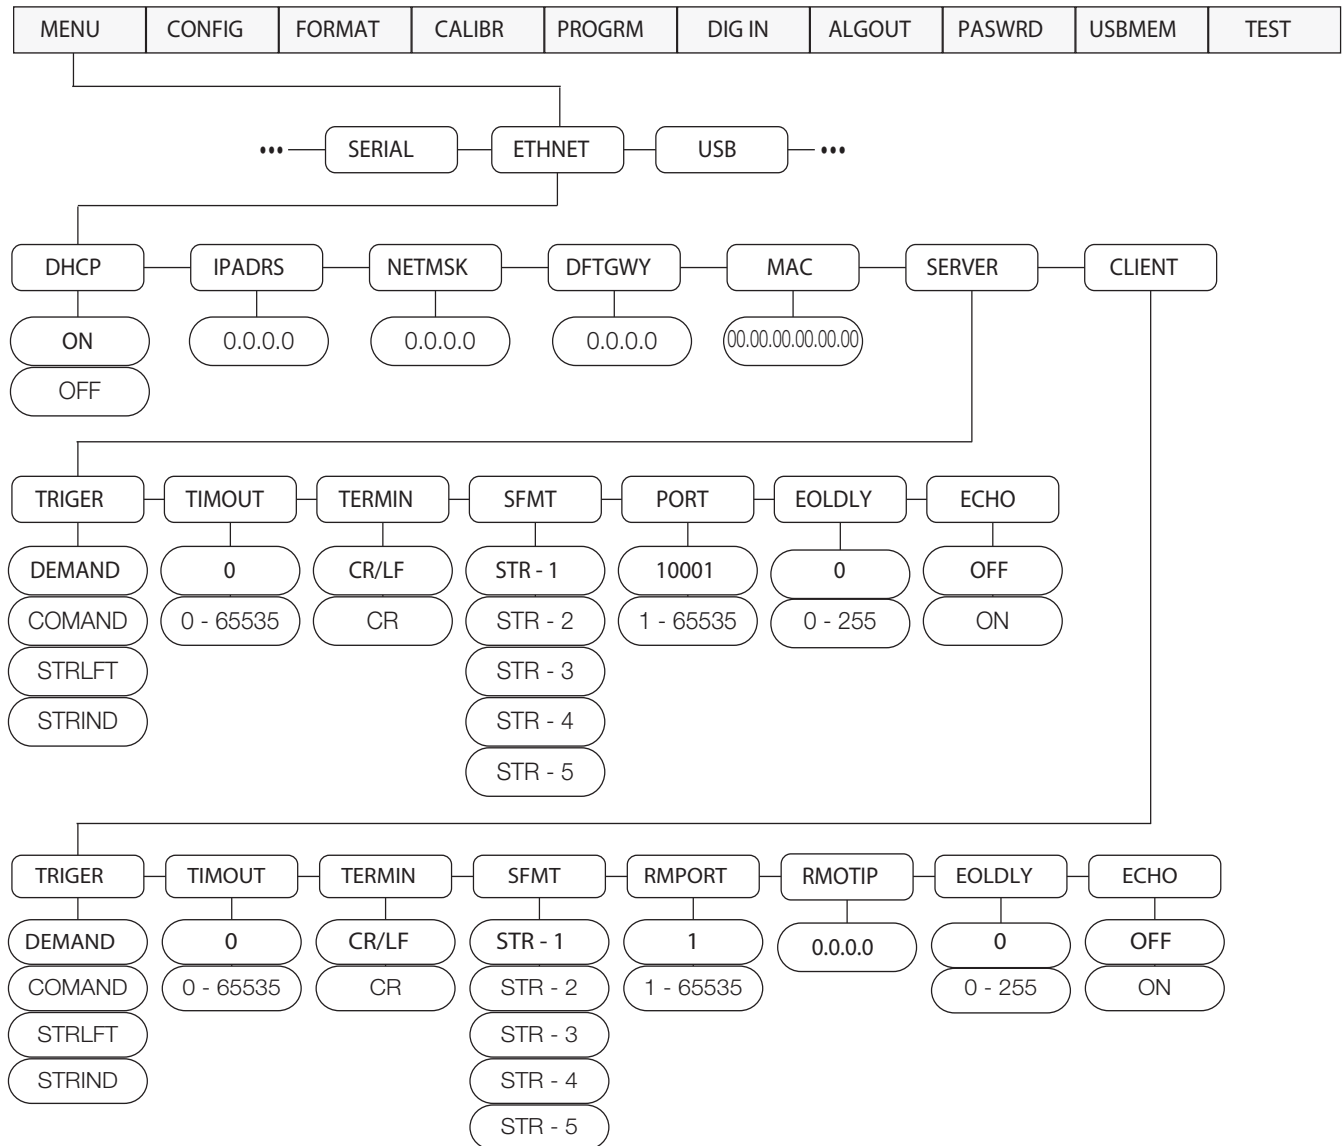 MENU CONFIG FORMAT CALIBR PROGRM DIG IN ALGOUT PASWRD USBMEM TEST
••• SERIAL ETHNET USB •••
DHCP IPADRS NETMSK DFTGWY MAC SERVER CLIENT
ON 0.0.0.0 0.0.0.0 0.0.0.0 00.00.00.00.00.00
OFF
TRIGER TIMOUT TERMIN SFMT PORT EOLDLY ECHO
DEMAND 0 CR/LF STR - 1 10001 0 OFF
COMAND 0 - 65535 CR STR - 2 1 - 65535 0 - 255 ON
STRLFT STR - 3
STRIND STR - 4
STR - 5
TRIGER TIMOUT TERMIN SFMT RMPORT RMOTIP EOLDLY ECHO
DEMAND 0 CR/LF STR - 1 1 0.0.0.0 0 OFF
COMAND 0 - 65535 CR STR - 2 1 - 65535 0 - 255 ON
STRLFT STR - 3
STRIND STR - 4
STR - 5